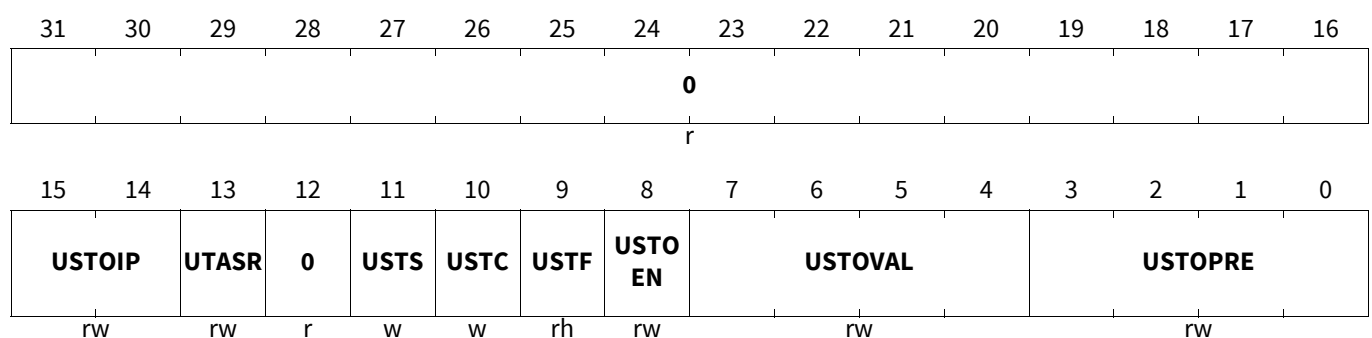 31 30 29 28 27 26 25 24 23 22 21 20 19 18 17 16
0
r
15 14 13 12 11 10 9 8 7 6 5 4 3 2 1 0
USTOIP UTASR 0 USTS USTC USTF USTO EN USTOVAL USTOPRE
rw rw r w w rh rw rw rw